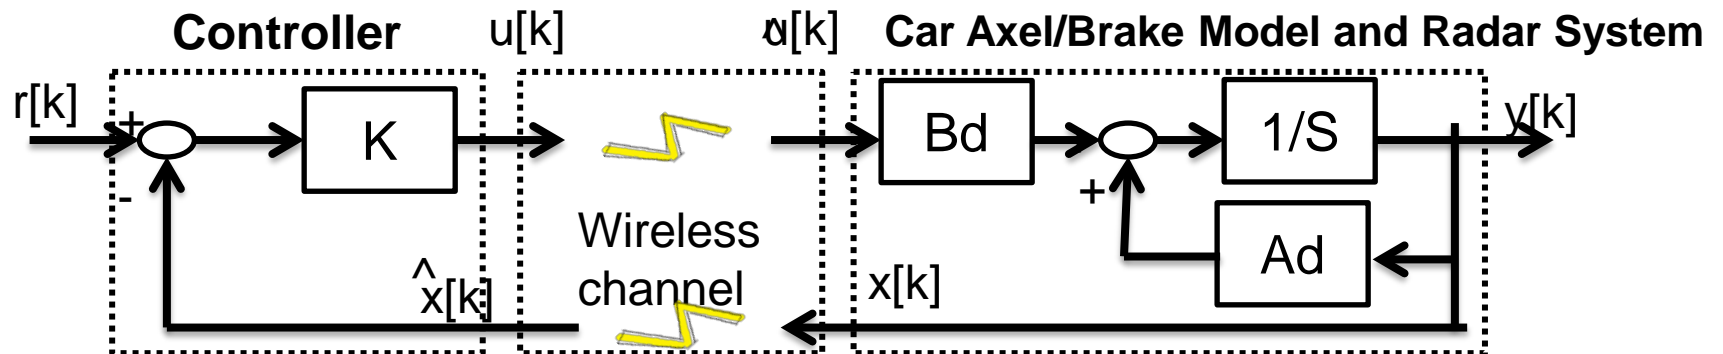 Controller
u[k]
^u[k]
Car Axel/Brake Model and Radar System
r[k]
+
-
K
Bd
1/S
y[k]
+
Ad
Wireless
channel
^
x[k]
x[k]